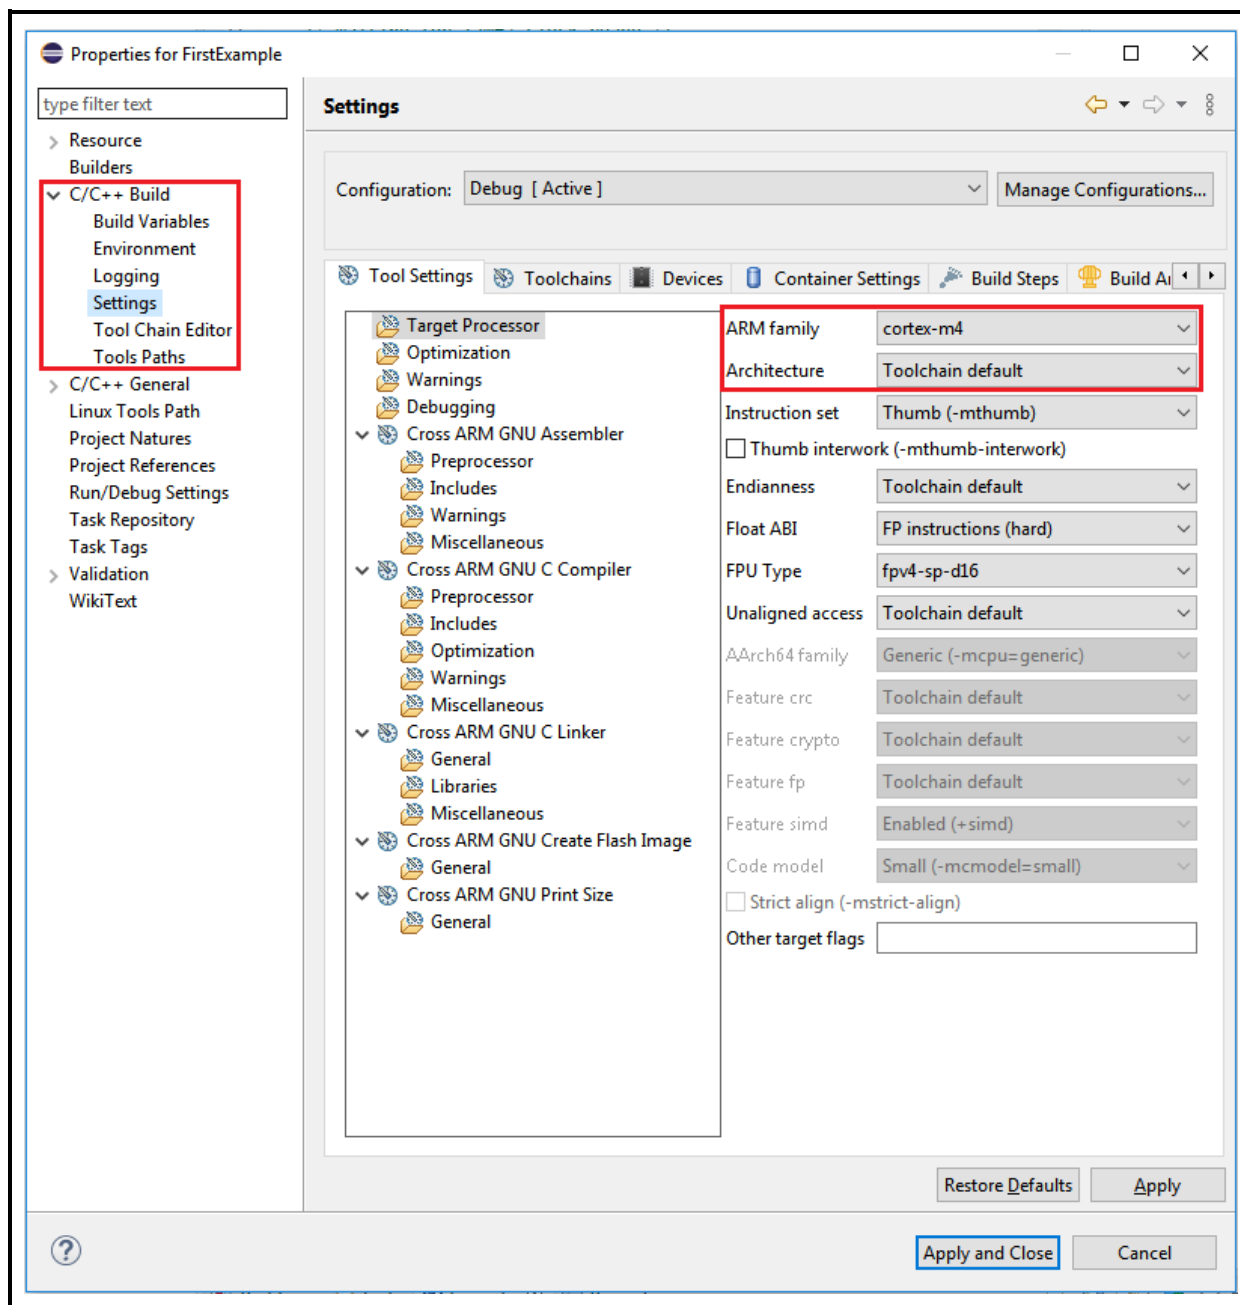 Properties for FirstExample
type filter text
Resource
Builders
C/C++ Build
Build Variables
Environment
Logging
Settings
Tool Chain Editor
Tools Paths
C/C++ General
Linux Tools Path
Project Natures
Project References
Run/Debug Settings
Task Repository
Task Tags
Validation
WikiText
Settings
Configuration: Debug [ Active ] Manage Configurations...
Tool Settings Toolchains Devices Container Settings Build Steps Build
Target Processor
Optimization
Warnings
Debugging
Cross ARM GNU Assembler
Preprocessor
Includes
Warnings
Miscellaneous
Cross ARM GNU C Compiler
Preprocessor
Includes
Optimization
Warnings
Miscellaneous
Cross ARM GNU C Linker
General
Libraries
Miscellaneous
Cross ARM GNU Create Flash Image
General
Cross ARM GNU Print Size
General
ARM family cortex-m4
Architecture Toolchain default
Instruction set Thumb (-mthumb)
Thumb interwork (-mthumb-interwork)
Endianness Toolchain default
Float ABI FP instructions (hard)
FPU Type fpv4-sp-d16
Unaligned access Toolchain default
AArch64 family Generic (-mcpu=generic)
Feature crc Toolchain default
Feature crypto Toolchain default
Feature fp Toolchain default
Feature simd Enabled (+simd)
Code model Small (-mcmodel=small)
Strict align (-mstrict-align)
Other target flags
Restore Defaults Apply
? Apply and Close Cancel